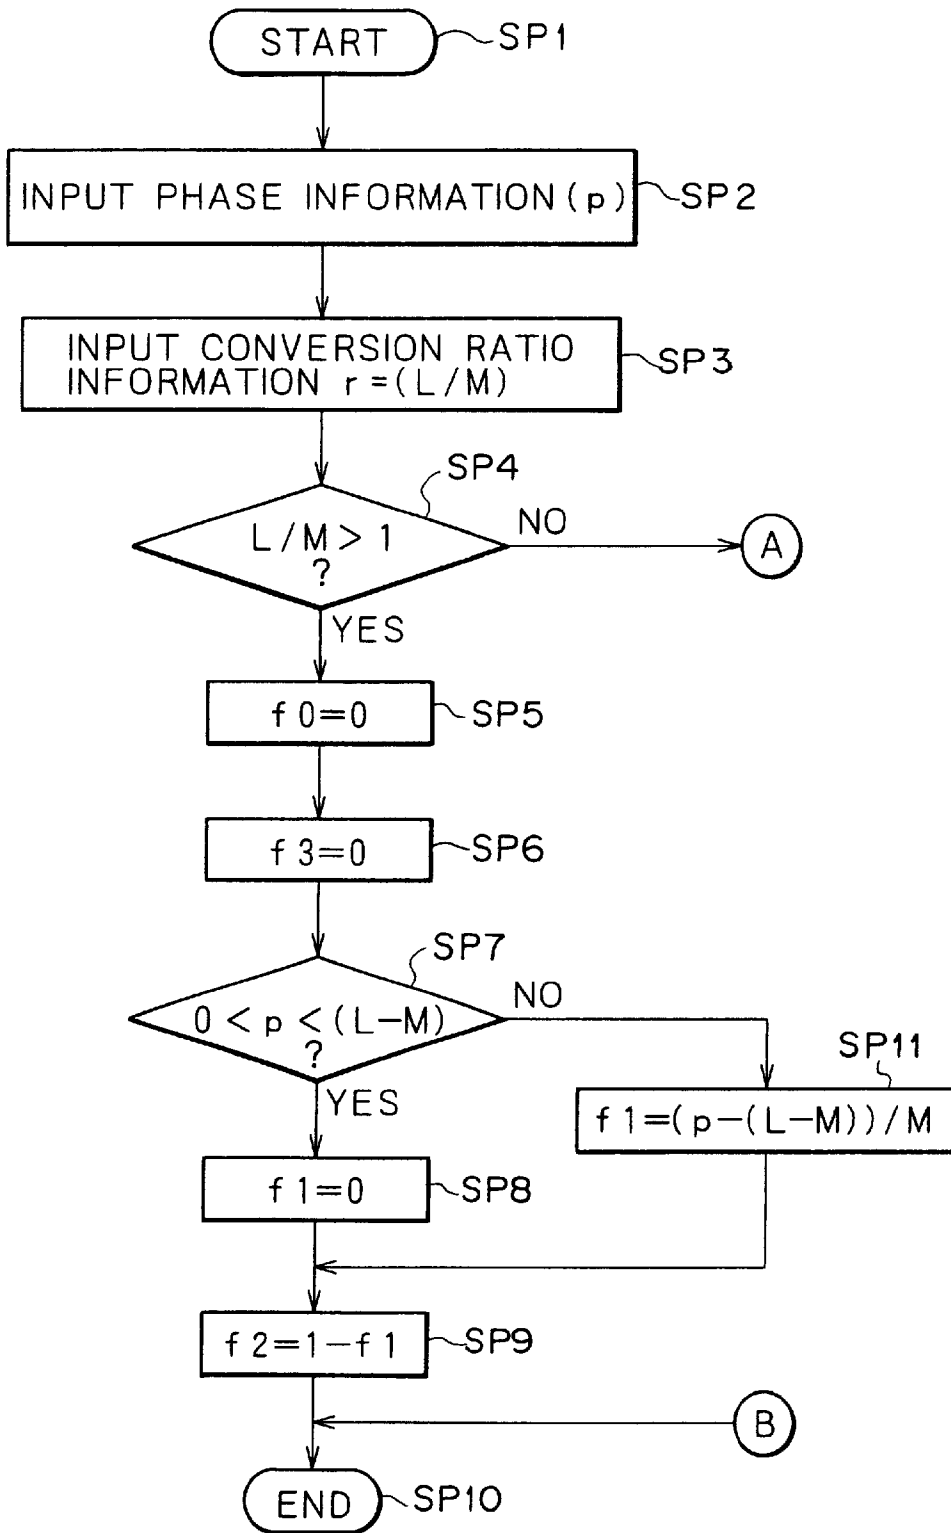 START
SP1
INPUT PHASE INFORMATION(p)
SP2
INPUT CONVERSION RATIO
INFORMATION r=(L/M)
SP3
SP4
L/M>1
?
NO
A
YES
f0=0
SP5
f3=0
SP6
SP7
0<p<(L-M)
?
NO
YES
SP11
f1=(p-(L-M))/M
f1=0
SP8
f2=1-f1
SP9
B
END
SP10